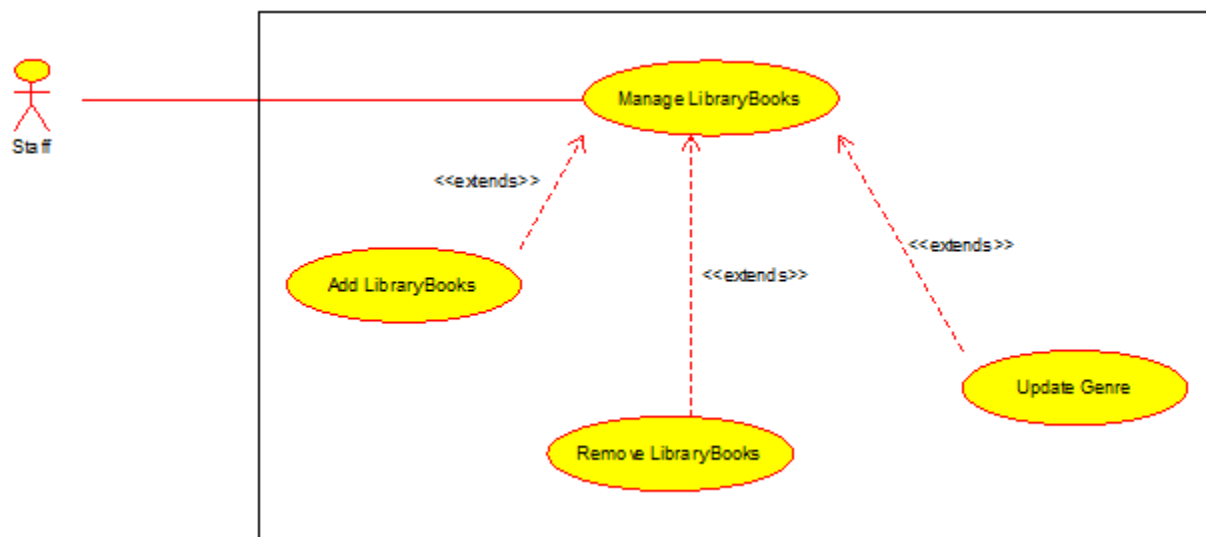 Manage LibraryBooks
Staff
<<extends>>
<<extends>>
<<extends>>
Add LibraryBooks
Update Genre
Remove LibraryBooks